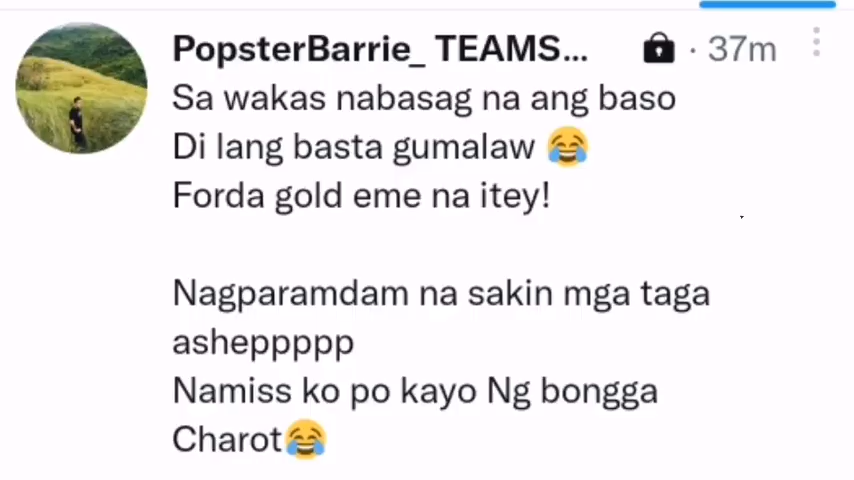 PopsterBarrie_ TEAMS... · 37m
Sa wakas nabasag na ang baso
Di lang basta gumalaw 😂
Forda gold eme na itey!
Nagparamdam na sakin mga taga
asheppppp
Namiss ko po kayo Ng bongga
Charot😂